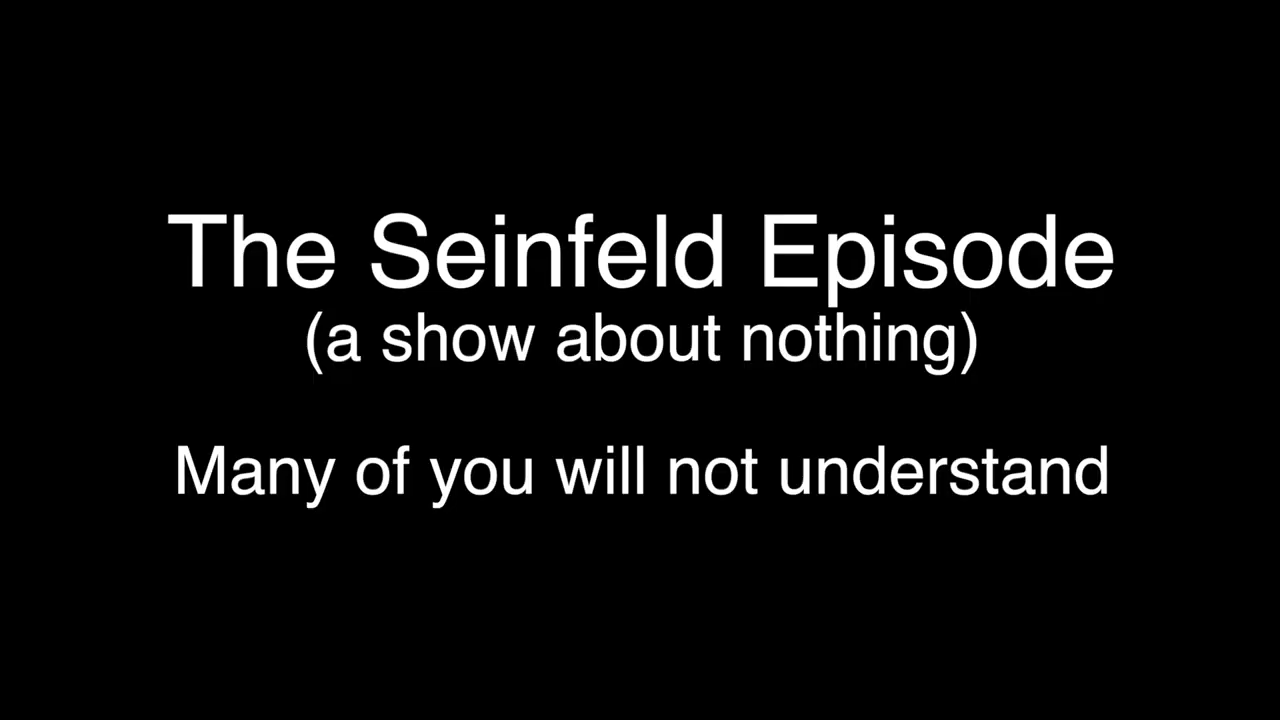 The Seinfeld Episode
(a show about nothing)
Many of you will not understand